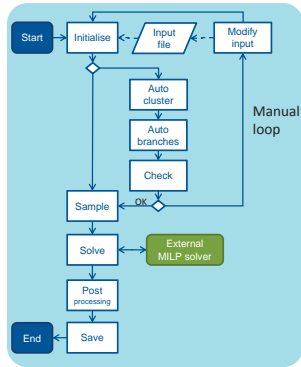 Start
Initialise
Input
file
Modify
input
Auto
cluster
Auto
branches
Manual
loop
Check
OK
Sample
Solve
External
MILP solver
Post
processing
End
Save